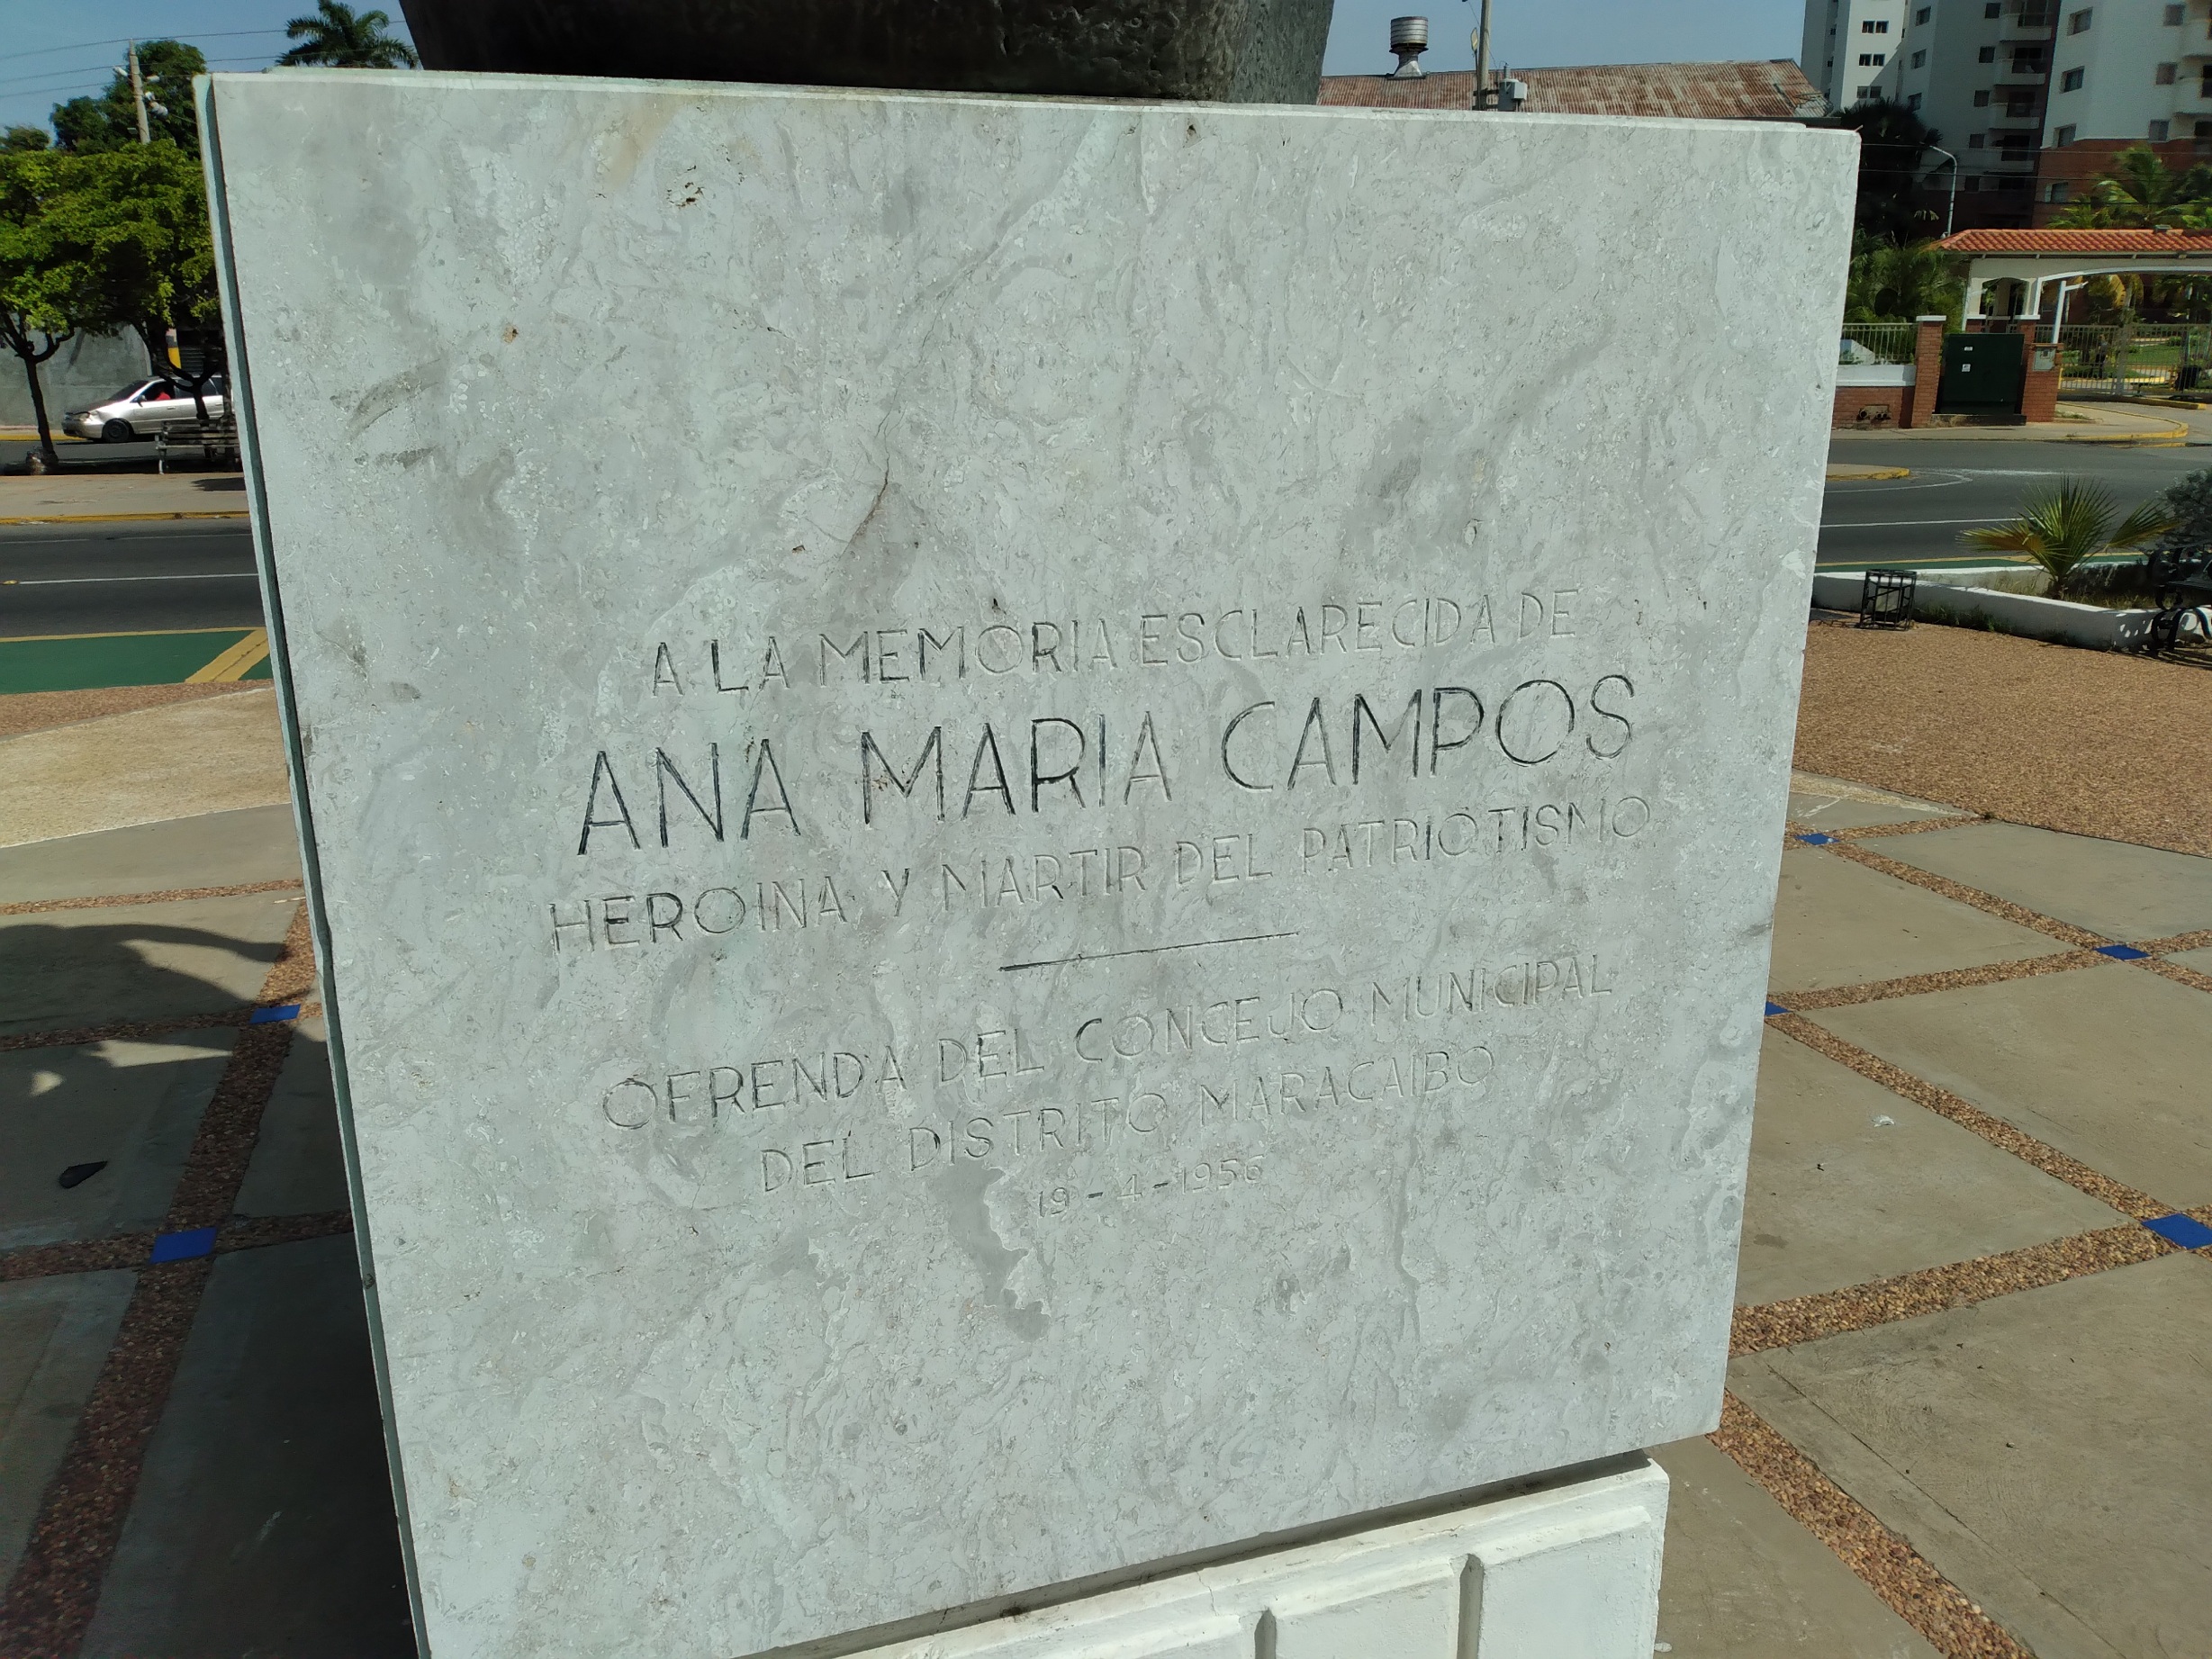 A LA MEMORIA ESCLARECIDA DE
ANA MARIA CAMPOS
HEROINA Y MARTIR DEL PATRIOTISMO
OFRENDA DEL CONCEJO MUNICIPAL
DEL DISTRITO MARACAIBO
19-4-1956